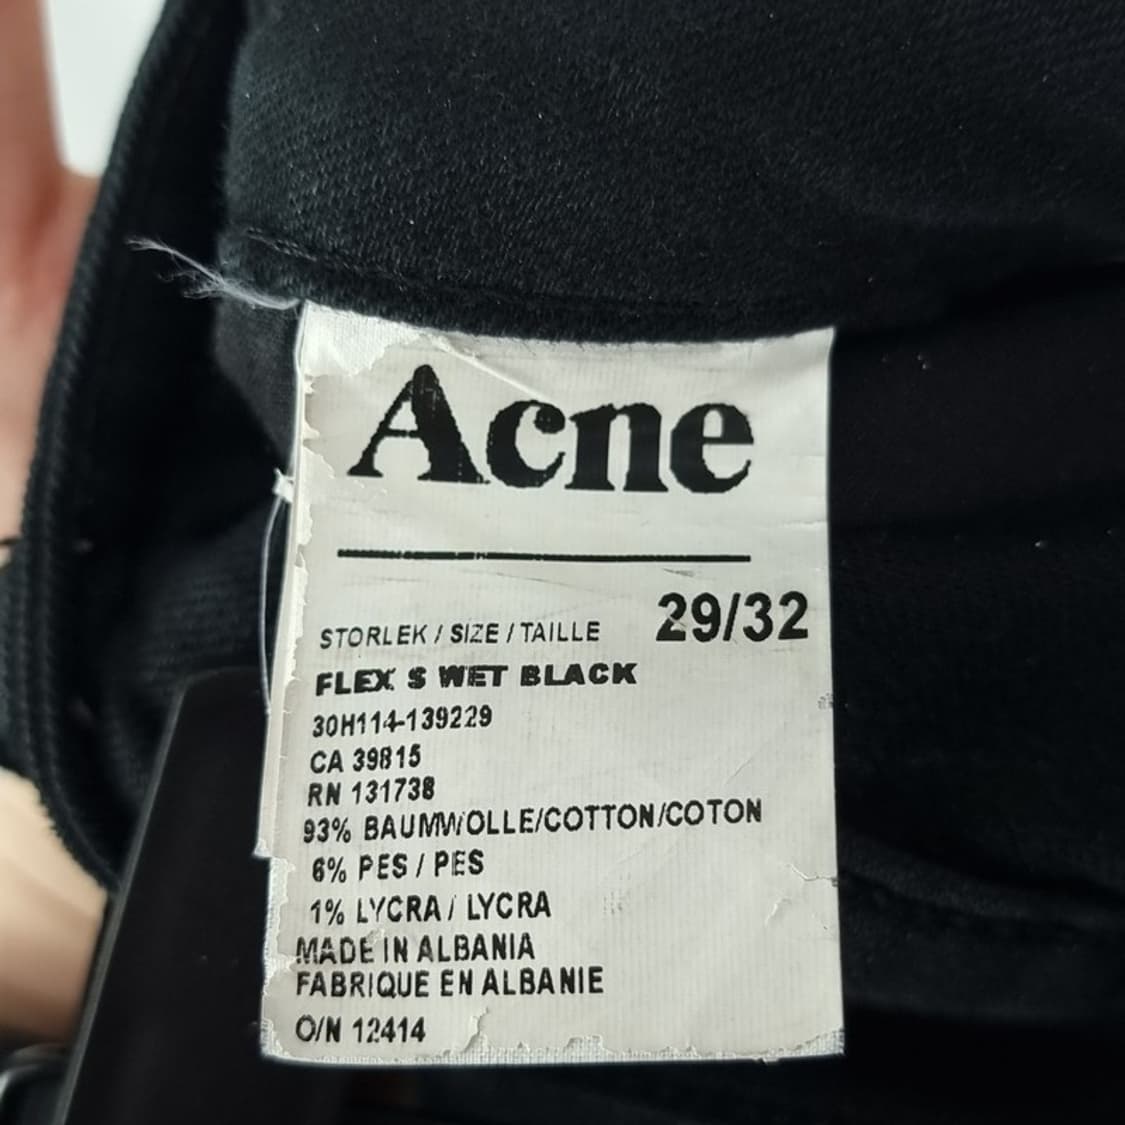 Acne
STORLEK / SIZE / TAILLE 29/32
FLEX S WET BLACK
30H114-139229
CA 39815
RN 131738
93% BAUMWOLLE/COTTON/COTON
6% PES / PES
1% LYCRA / LYCRA
MADE IN ALBANIA
FABRIQUE EN ALBANIE
O/N 12414